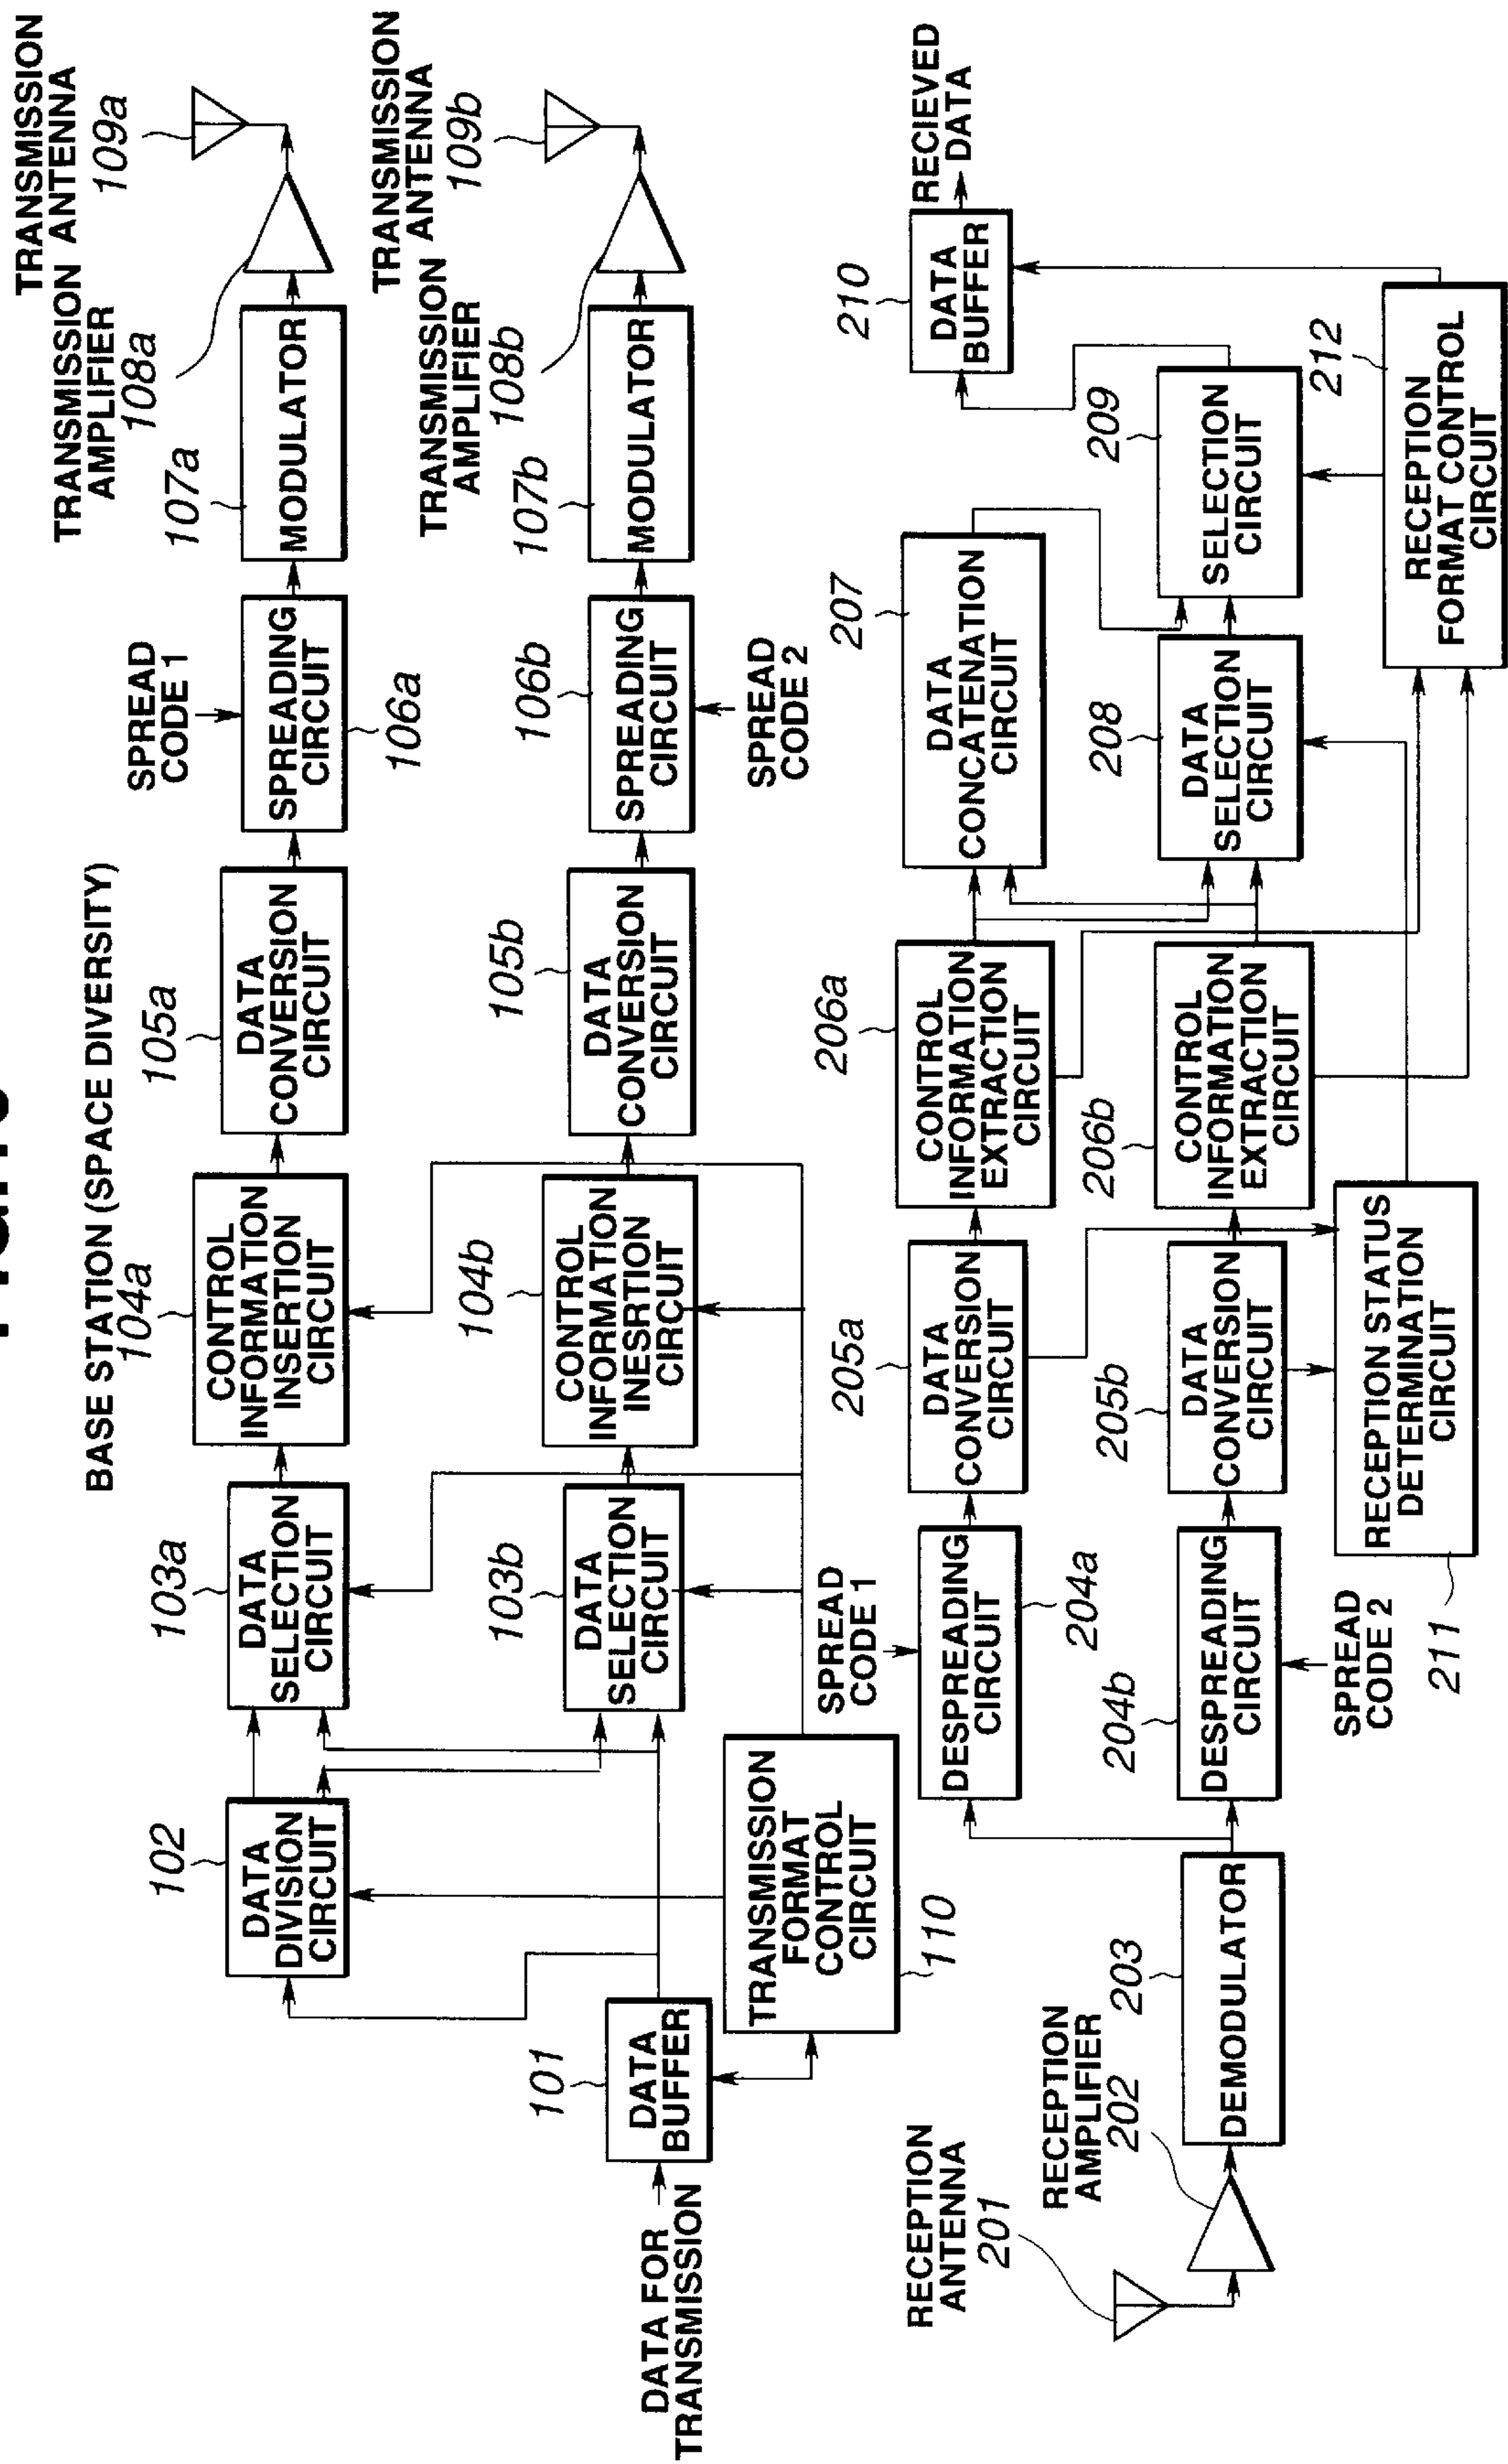 BASE STATION (SPACE DIVERSITY)
DATA FOR
TRANSMISSION
101
DATA
BUFFER
102
DATA
DIVISION
CIRCUIT
TRANSMISSION
FORMAT
CONTROL
CIRCUIT
110
103a
DATA
SELECTION
CIRCUIT
103b
DATA
SELECTION
CIRCUIT
104a
CONTROL
INFORMATION
INSERTION
CIRCUIT
104b
CONTROL
INFORMATION
INESRTION
CIRCUIT
105a
DATA
CONVERSION
CIRCUIT
105b
DATA
CONVERSION
CIRCUIT
SPREAD
CODE 1
SPREADING
CIRCUIT
106a
106b
SPREADING
CIRCUIT
SPREAD
CODE 2
107a
MODULATOR
107b
MODULATOR
TRANSMISSION
AMPLIFIER
108a
TRANSMISSION
AMPLIFIER
108b
TRANSMISSION
ANTENNA
109a
TRANSMISSION
ANTENNA
109b
RECEPTION
ANTENNA
201
RECEPTION
AMPLIFIER
202
203
DEMODULATOR
SPREAD
CODE 1
DESPREADING
CIRCUIT
204a
204b
DESPREADING
CIRCUIT
SPREAD
CODE 2
205a
DATA
CONVERSION
CIRCUIT
205b
DATA
CONVERSION
CIRCUIT
RECEPTION STATUS
DETERMINATION
CIRCUIT
211
206a
CONTROL
INFORMATION
EXTRACTION
CIRCUIT
206b
CONTROL
INFORMATION
EXTRACTION
CIRCUIT
207
DATA
CONCATENATION
CIRCUIT
208
DATA
SELECTION
CIRCUIT
209
SELECTION
CIRCUIT
212
RECEPTION
FORMAT CONTROL
CIRCUIT
210
DATA
BUFFER
RECIEVED
DATA